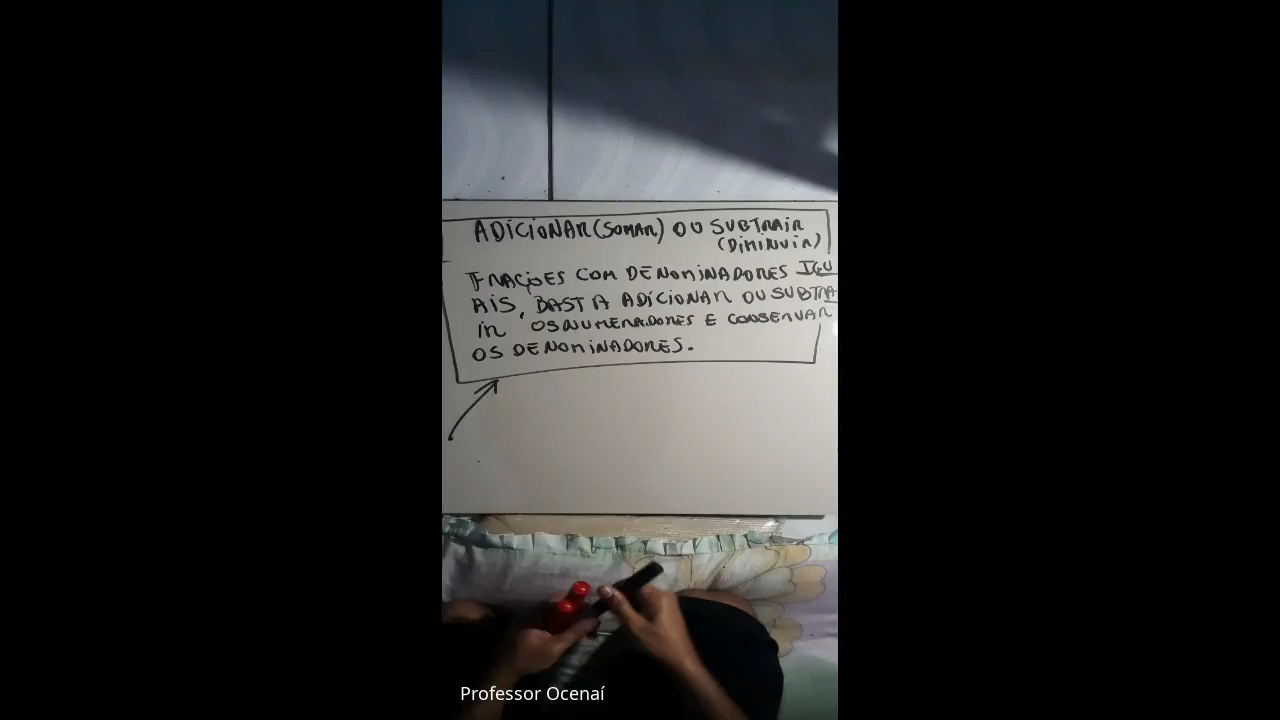 ADICIONAR (SOMAR) OU SUBTRAIR
(DIMINUIR)
FRAÇÕES COM DENOMINADORES IGU
AIS, BASTA ADICIONAR OU SUBTRA
IR OS NUMERADORES E CONSERVAR
OS DENOMINADORES.
Professor Ocenaí